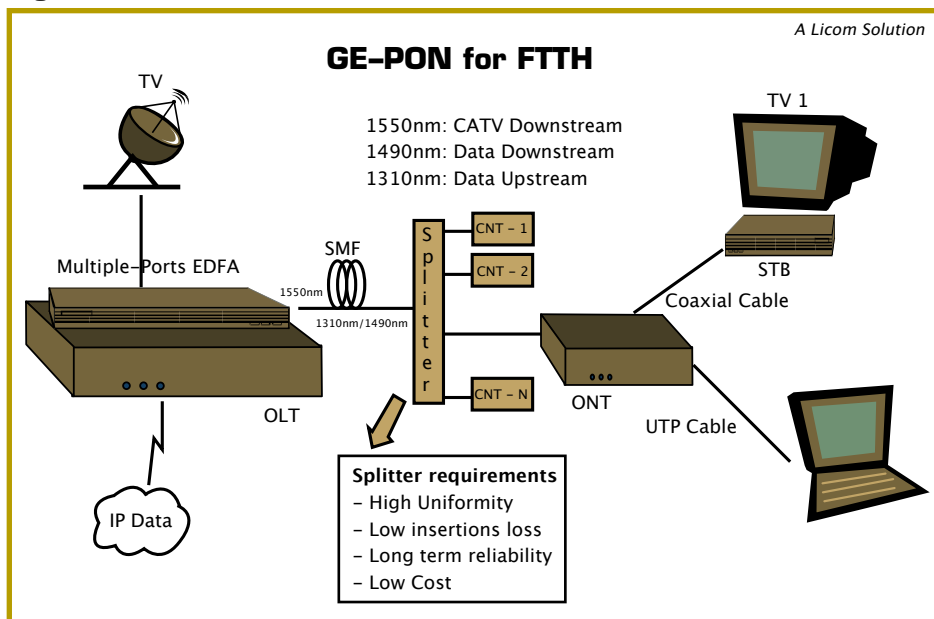 A Licom Solution
GE-PON for FTTH
TV
1550nm: CATV Downstream
1490nm: Data Downstream
1310nm: Data Upstream
TV 1
Multiple-Ports EDFA
SMF
1550nm
1310nm/1490nm
Splitter
CNT - 1
CNT - 2
CNT - N
STB
Coaxial Cable
OLT
ONT
UTP Cable
IP Data
Splitter requirements
- High Uniformity
- Low insertions loss
- Long term reliability
- Low Cost